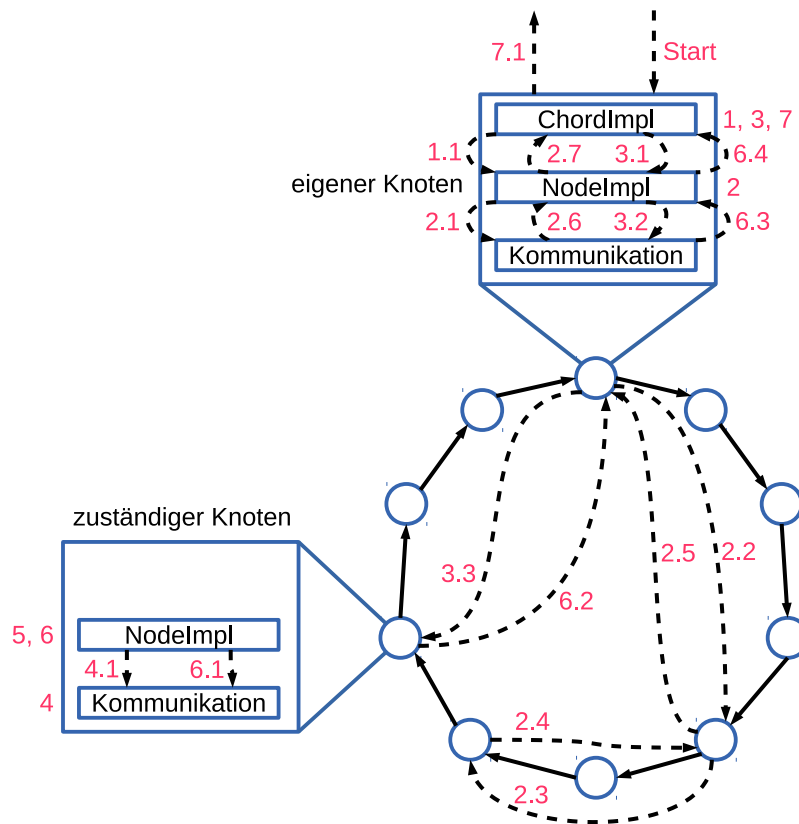 7.1
Start
ChordImpl
1, 3, 7
1.1
2.7
3.1
6.4
eigener Knoten
NodeImpl
2
2.1
2.6
3.2
6.3
Kommunikation
zuständiger Knoten
3.3
6.2
2.5
2.2
5, 6
NodeImpl
4.1
6.1
4
Kommunikation
2.4
2.3